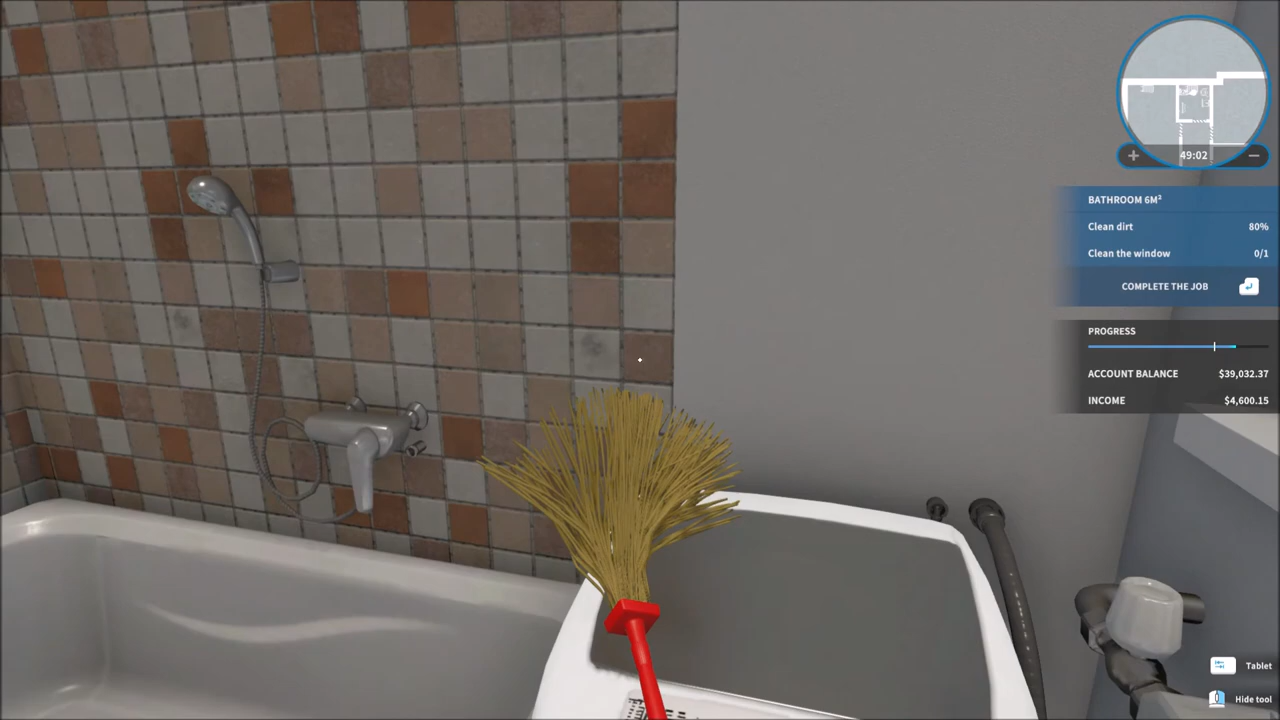 49:02
BATHROOM 6M²
Clean dirt 80%
Clean the window 0/1
COMPLETE THE JOB
PROGRESS
ACCOUNT BALANCE $39,032.37
INCOME $4,600.15
Tablet
Hide tool